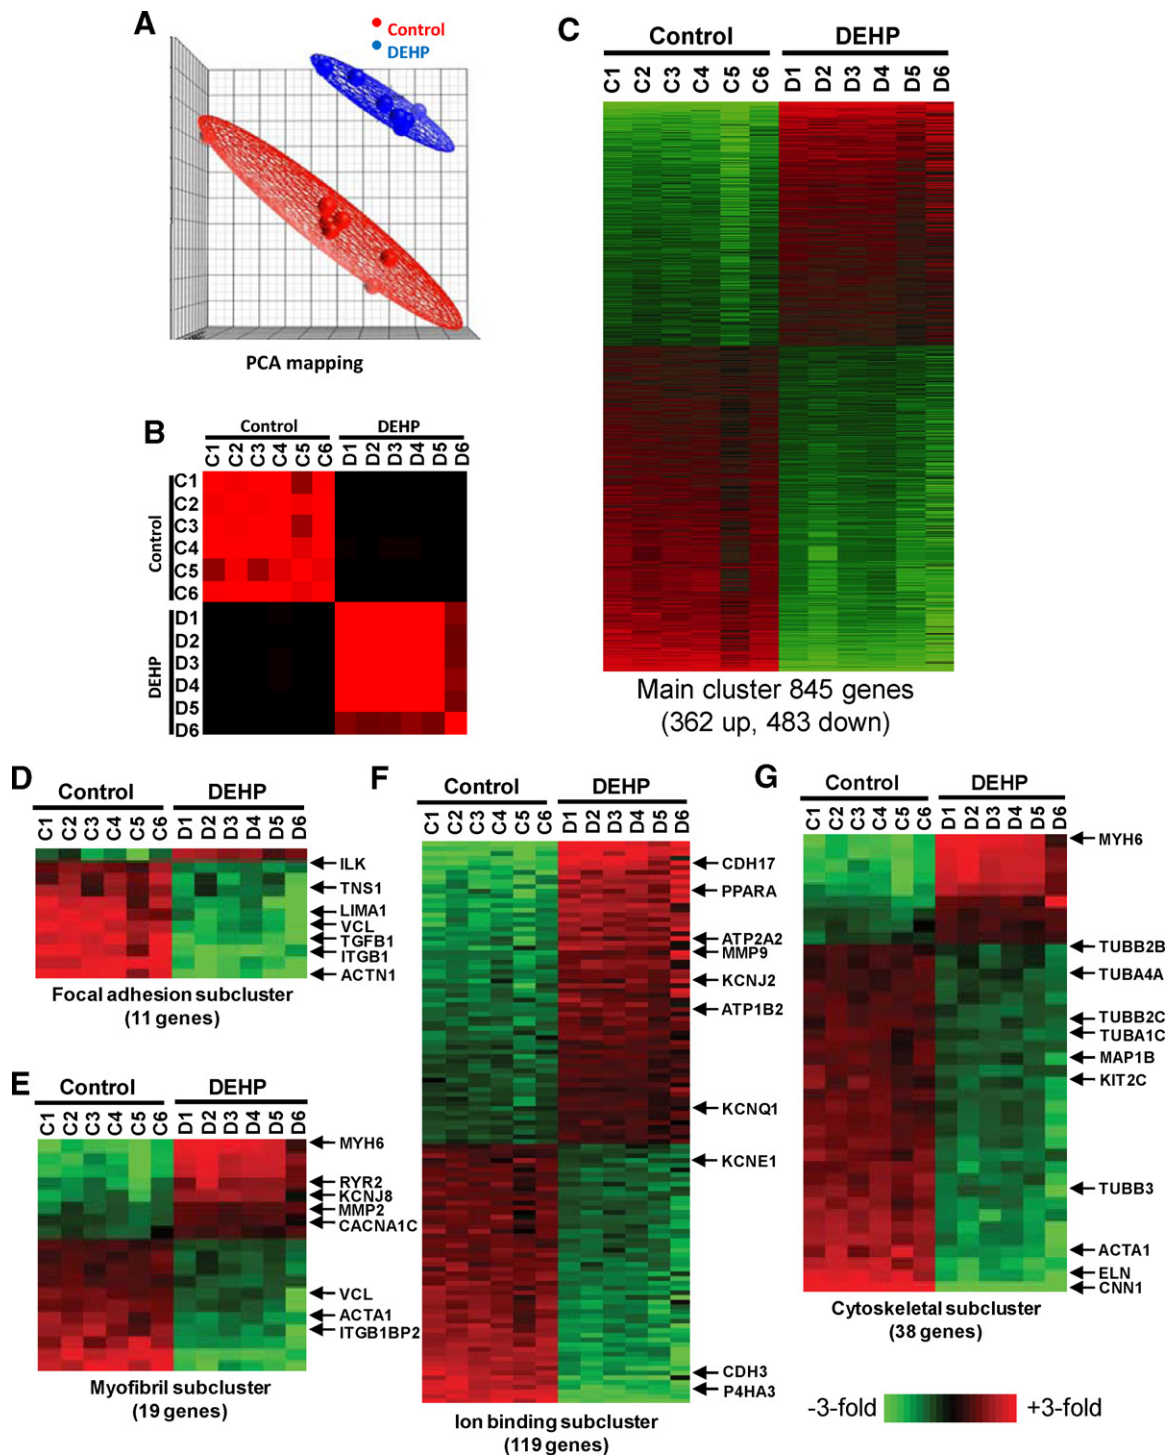 A
Control
DEHP
PCA mapping
B
Control
DEHP
C1 C2 C3 C4 C5 C6 D1 D2 D3 D4 D5 D6
Control
C1
C2
C3
C4
C5
C6
DEHP
D1
D2
D3
D4
D5
D6
C
Control
DEHP
C1 C2 C3 C4 C5 C6 D1 D2 D3 D4 D5 D6
Main cluster 845 genes
(362 up, 483 down)
D
Control
DEHP
C1 C2 C3 C4 C5 C6 D1 D2 D3 D4 D5 D6
ILK
TNS1
LIMA1
VCL
TGFB1
ITGB1
ACTN1
Focal adhesion subcluster
(11 genes)
E
Control
DEHP
C1 C2 C3 C4 C5 C6 D1 D2 D3 D4 D5 D6
MYH6
RYR2
KCNJ8
MMP2
CACNA1C
VCL
ACTA1
ITGB1BP2
Myofibril subcluster
(19 genes)
F
Control
DEHP
C1 C2 C3 C4 C5 C6 D1 D2 D3 D4 D5 D6
CDH17
PPARA
ATP2A2
MMP9
KCNJ2
ATP1B2
KCNQ1
KCNE1
CDH3
P4HA3
Ion binding subcluster
(119 genes)
G
Control
DEHP
C1 C2 C3 C4 C5 C6 D1 D2 D3 D4 D5 D6
MYH6
TUBB2B
TUBA4A
TUBB2C
TUBA1C
MAP1B
KIT2C
TUBB3
ACTA1
ELN
CNN1
Cytoskeletal subcluster
(38 genes)
-3-fold
+3-fold